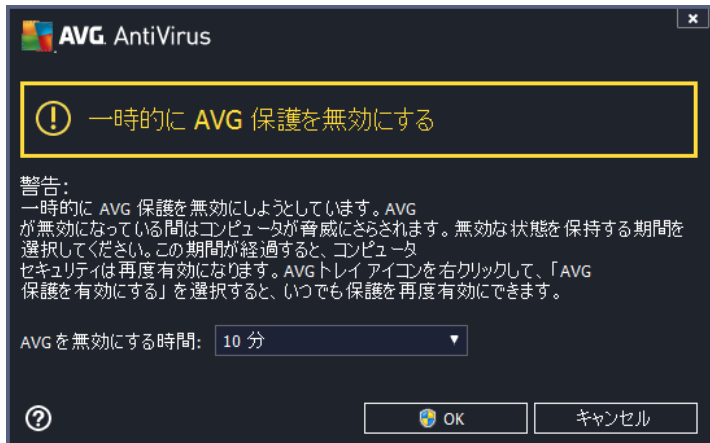 AVG AntiVirus
一時的に AVG 保護を無効にする
警告:
一時的に AVG 保護を無効にしようとしています。AVG
が無効になっている間はコンピュータが脅威にさらされます。無効な状態を保持する期間を
選択してください。この期間が経過すると、コンピュータ
セキュリティは再度有効になります。AVGトレイ アイコンを右クリックして、「AVG
保護を有効にする」を選択すると、いつでも保護を再度有効にできます。
AVGを無効にする時間: 10 分
OK キャンセル